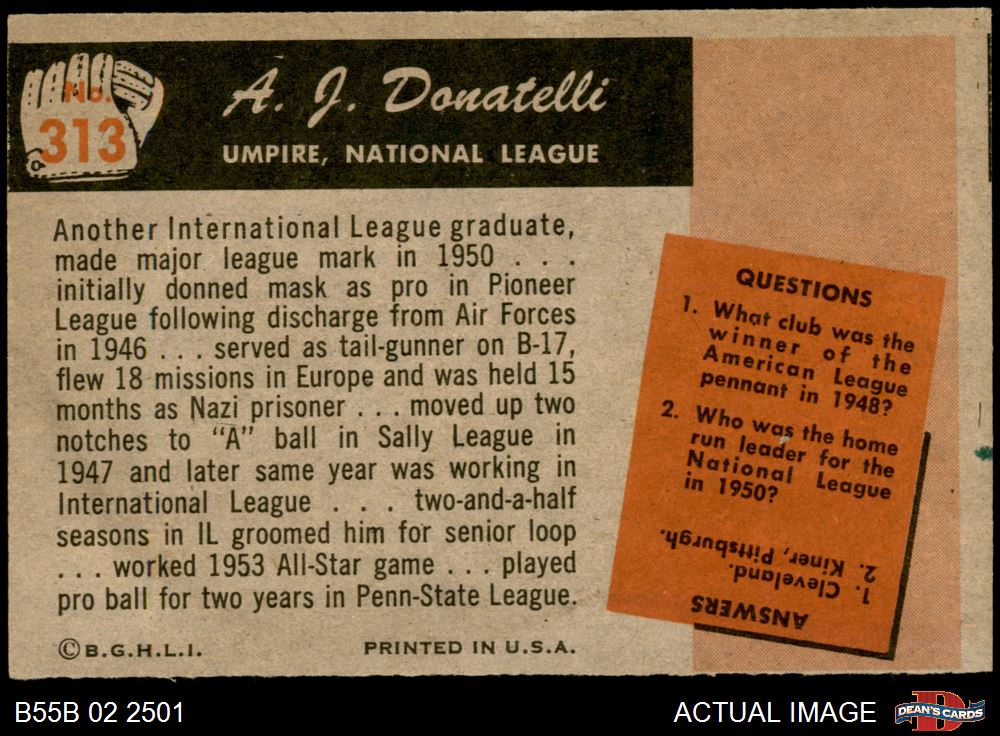 No.
313
A. J. Donatelli
UMPIRE, NATIONAL LEAGUE
Another International League graduate,
made major league mark in 1950 . . .
initially donned mask as pro in Pioneer
League following discharge from Air Forces
in 1946 . . . served as tail-gunner on B-17,
flew 18 missions in Europe and was held 15
months as Nazi prisoner . . . moved up two
notches to “A” ball in Sally League in
1947 and later same year was working in
International League . . . two-and-a-half
seasons in IL groomed him for senior loop
. . . worked 1953 All-Star game . . . played
pro ball for two years in Penn-State League.
©B.G.H.L.I.
PRINTED IN U.S.A.
QUESTIONS
1. What club was the
winner of the
American League
pennant in 1948?
2. Who was the home
run leader for the
National League
in 1950?
ANSWERS
1. Cleveland.
2. Kiner, Pittsburgh.
B55B 02 2501
ACTUAL IMAGE
DEAN'S CARDS